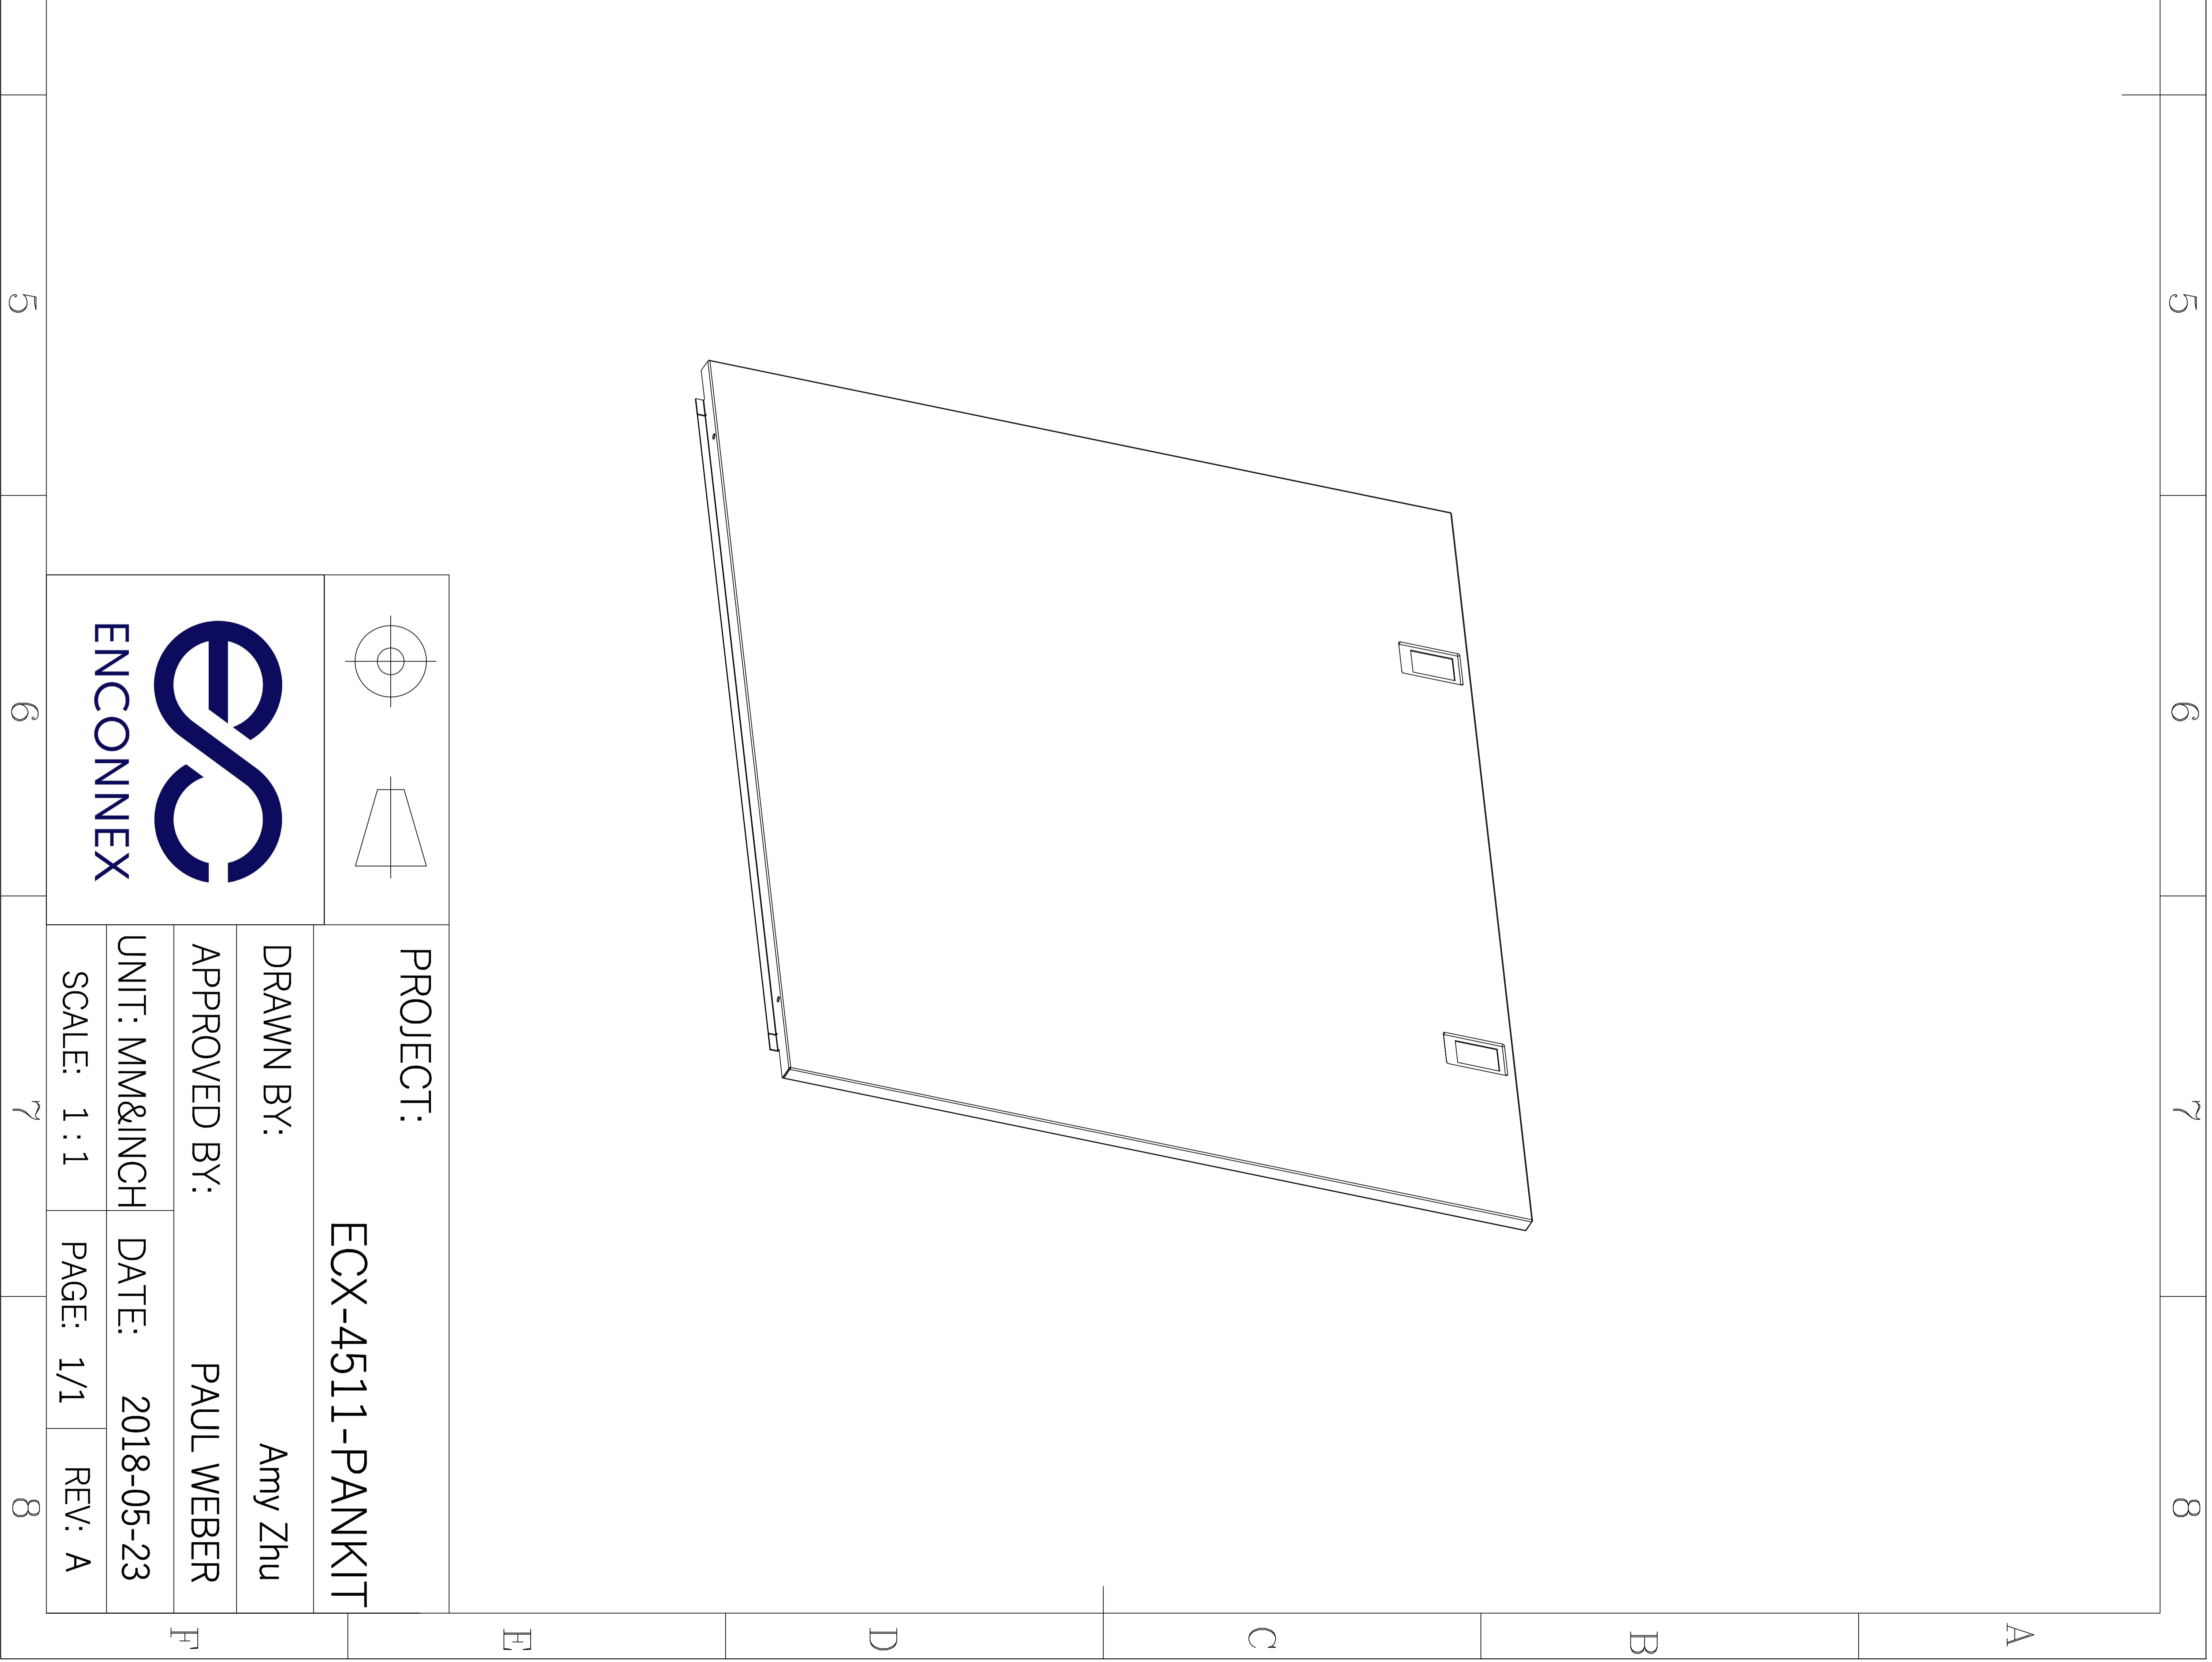 5
6
7
8
A
B
C
D
E
F
5
6
7
8
ENCONNEX
PROJECT:
ECX-4511-PANKIT
DRAWN BY: Amy Zhu
APPROVED BY: PAUL WEBER
UNIT: MM&INCH DATE: 2018-05-23
SCALE: 1:1 PAGE: 1/1 REV: A